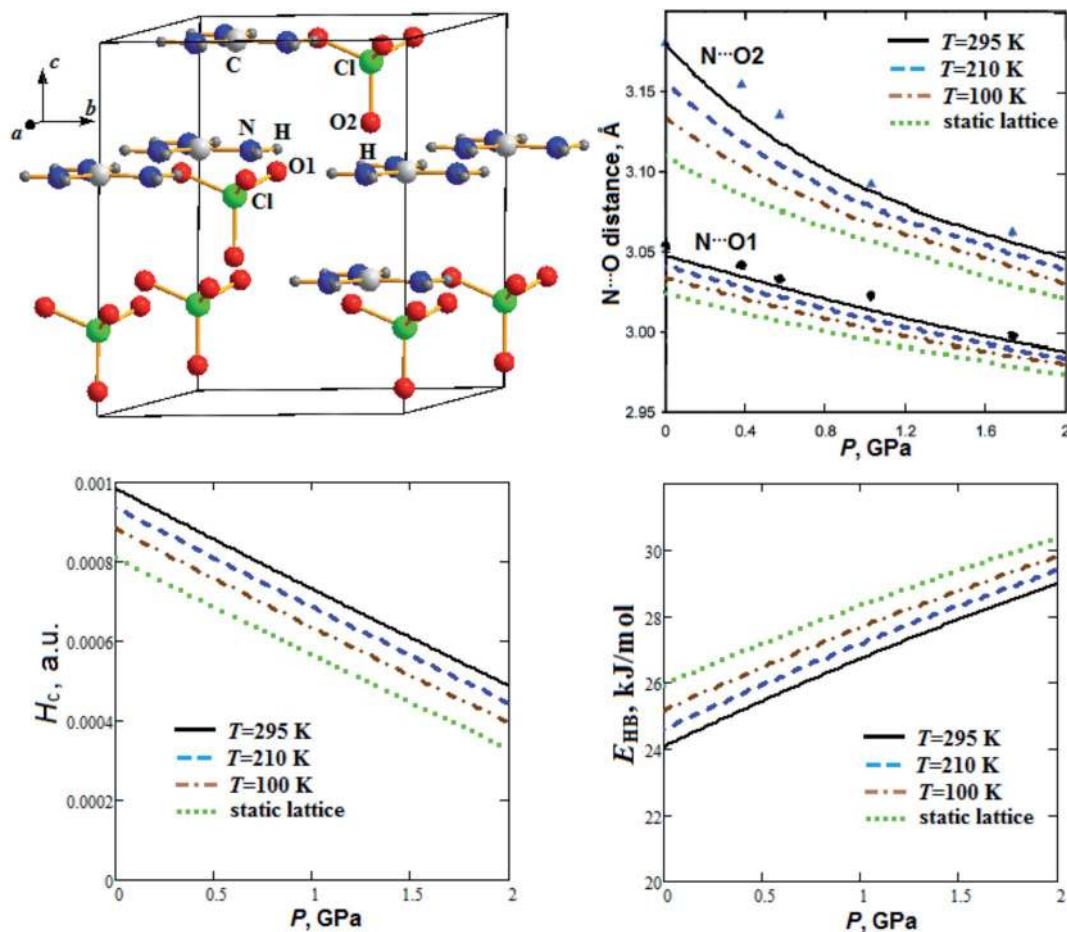 c
b
a
C
Cl
O2
N
H
H
O1
Cl
N···O distance, Å
3.15
3.10
3.05
3.00
2.95
N···O2
N···O1
T=295 K
T=210 K
T=100 K
static lattice
0
0.4
0.8
1.2
1.6
2
P, GPa
Hc, a.u.
0.001
0.0008
0.0006
0.0004
0.0002
0
T=295 K
T=210 K
T=100 K
static lattice
0
0.5
1
1.5
2
P, GPa
EHB, kJ/mol
30
28
26
24
22
20
T=295 K
T=210 K
T=100 K
static lattice
0
0.5
1
1.5
2
P, GPa